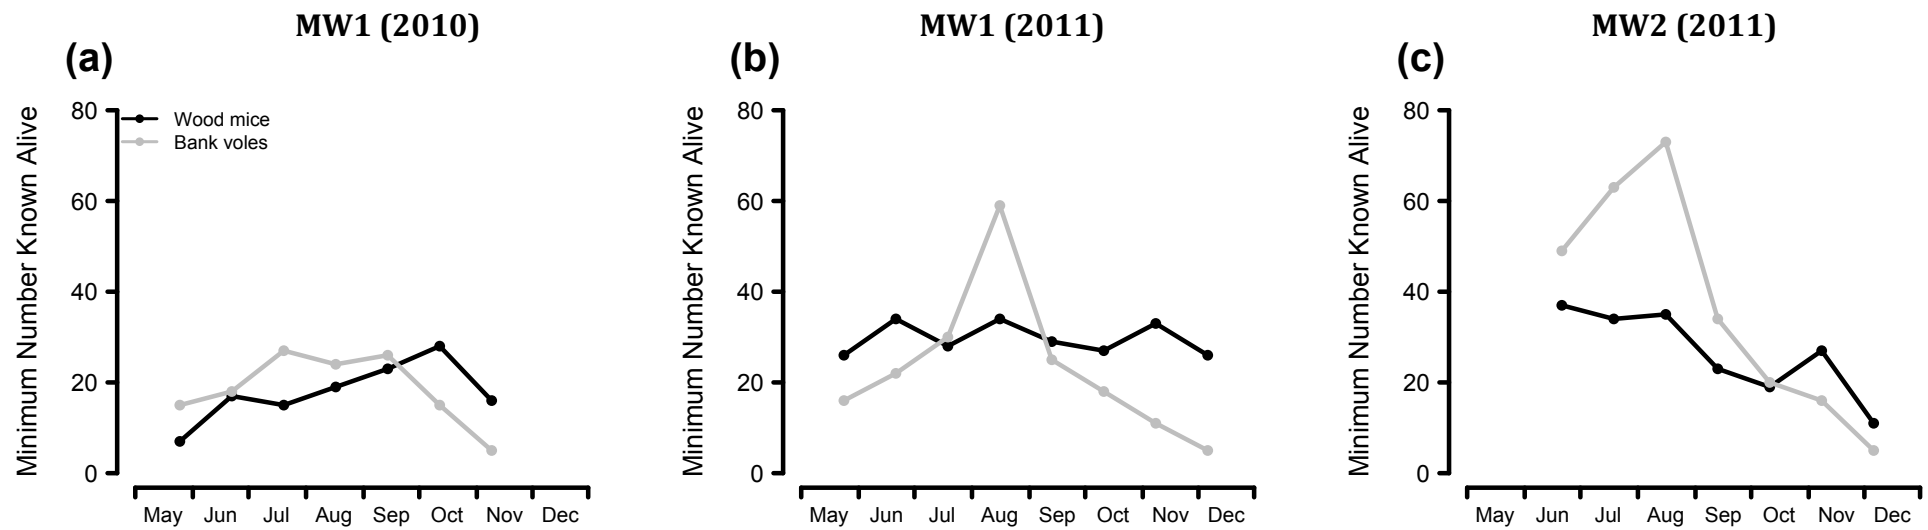 MW1 (2010)
(a)
Minimum Number Known Alive
80
60
40
20
0
Wood mice
Bank voles
May Jun Jul Aug Sep Oct Nov Dec
MW1 (2011)
(b)
Minimum Number Known Alive
80
60
40
20
0
May Jun Jul Aug Sep Oct Nov Dec
MW2 (2011)
(c)
Minimum Number Known Alive
80
60
40
20
0
May Jun Jul Aug Sep Oct Nov Dec